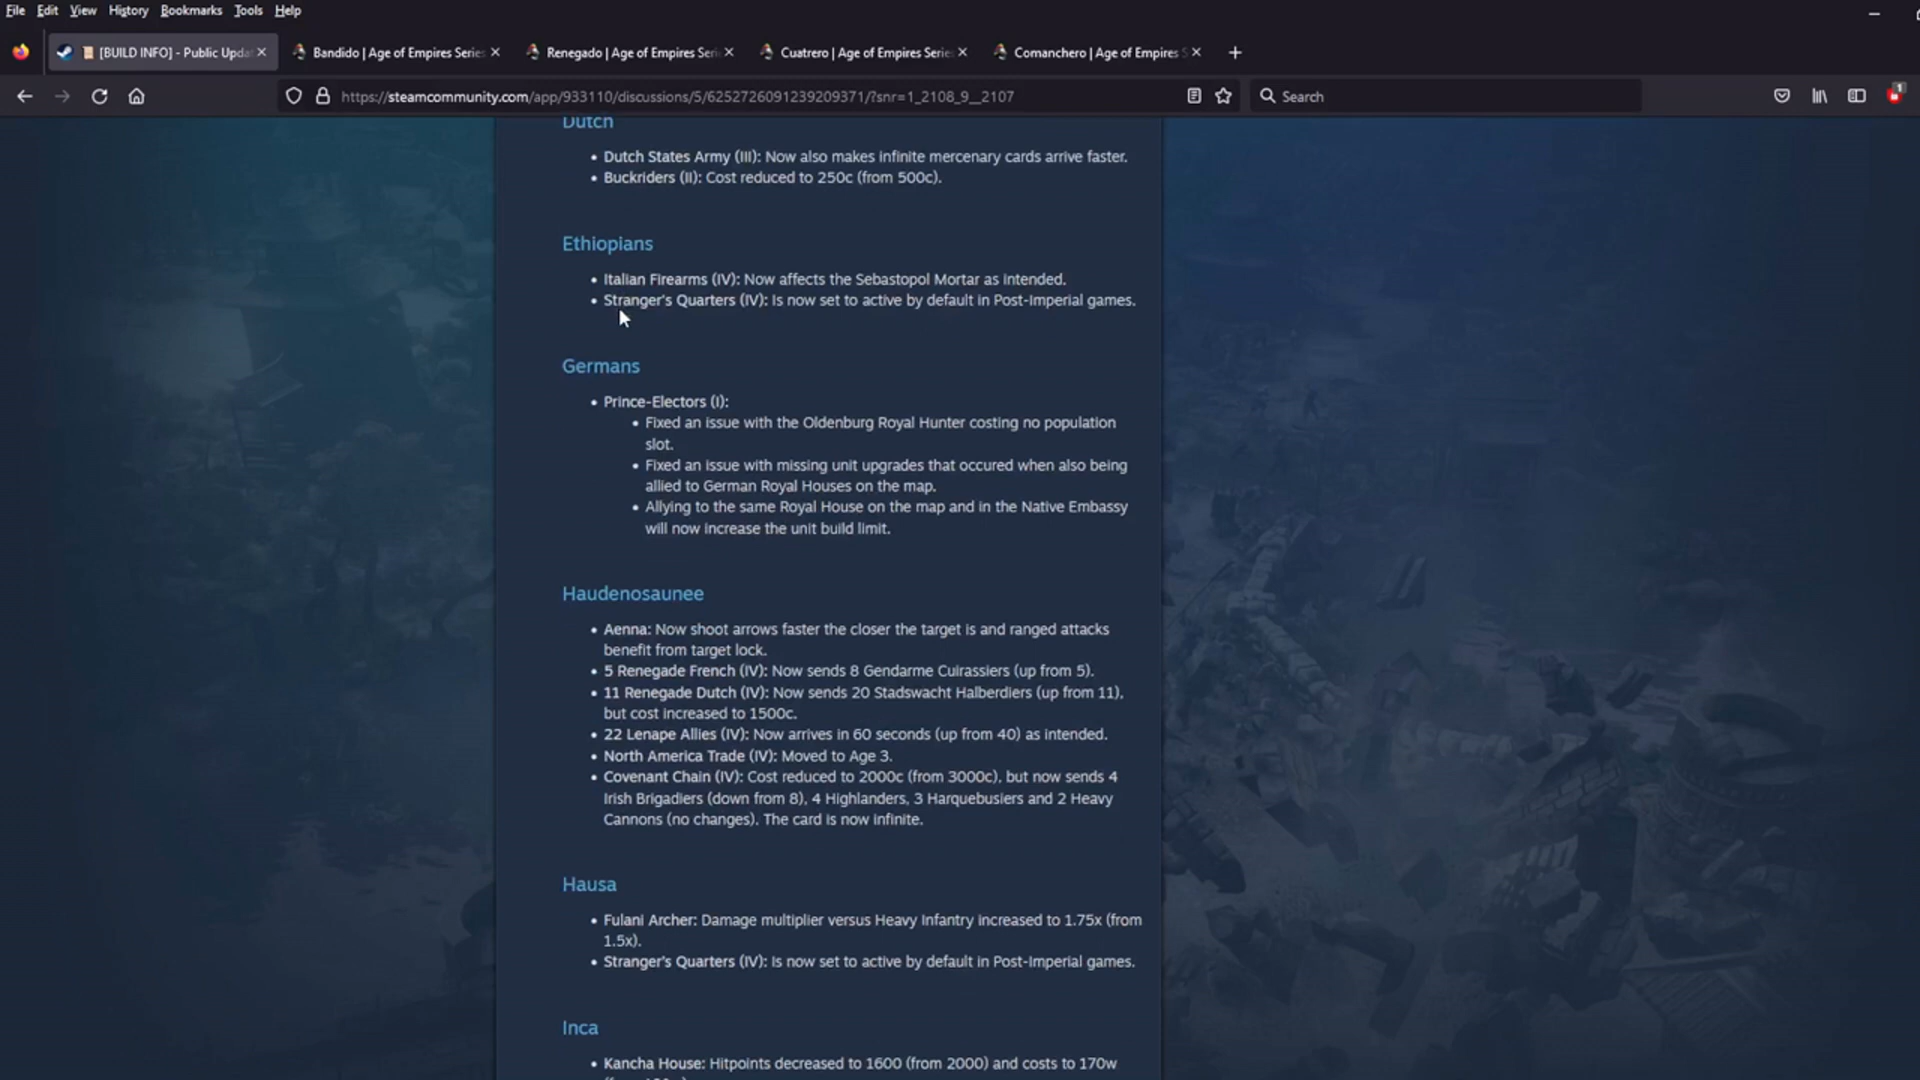 File Edit View History Bookmarks Tools Help
[BUILD INFO] - Public Upda
Bandido | Age of Empires Series
Renegado | Age of Empires Seri
Cuatrero | Age of Empires Serie
Comanchero | Age of Empires S
https://steamcommunity.com/app/933110/discussions/5/6252726091239209371/?snr=1_2108_9__2107
Search
1
Dutch
• Dutch States Army (III): Now also makes infinite mercenary cards arrive faster.
• Buckriders (II): Cost reduced to 250c (from 500c).
Ethiopians
• Italian Firearms (IV): Now affects the Sebastopol Mortar as intended.
• Stranger's Quarters (IV): Is now set to active by default in Post-Imperial games.
Germans
• Prince-Electors (I):
• Fixed an issue with the Oldenburg Royal Hunter costing no population
slot.
• Fixed an issue with missing unit upgrades that occured when also being
allied to German Royal Houses on the map.
• Allying to the same Royal House on the map and in the Native Embassy
will now increase the unit build limit.
Haudenosaunee
• Aenna: Now shoot arrows faster the closer the target is and ranged attacks
benefit from target lock.
• 5 Renegade French (IV): Now sends 8 Gendarme Cuirassiers (up from 5).
• 11 Renegade Dutch (IV): Now sends 20 Stadswacht Halberdiers (up from 11),
but cost increased to 1500c.
• 22 Lenape Allies (IV): Now arrives in 60 seconds (up from 40) as intended.
• North America Trade (IV): Moved to Age 3.
• Covenant Chain (IV): Cost reduced to 2000c (from 3000c), but now sends 4
Irish Brigadiers (down from 8), 4 Highlanders, 3 Harquebusiers and 2 Heavy
Cannons (no changes). The card is now infinite.
Hausa
• Fulani Archer: Damage multiplier versus Heavy Infantry increased to 1.75x (from
1.5x).
• Stranger's Quarters (IV): Is now set to active by default in Post-Imperial games.
Inca
• Kancha House: Hitpoints decreased to 1600 (from 2000) and costs to 170w